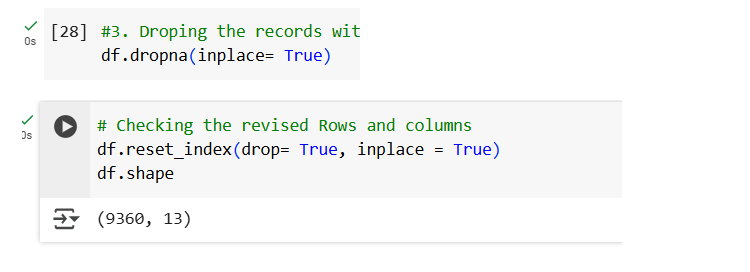 [28] #3. Droping the records wit
0s
df.dropna(inplace= True)
# Checking the revised Rows and columns
0s
df.reset_index(drop= True, inplace = True)
df.shape
(9360, 13)